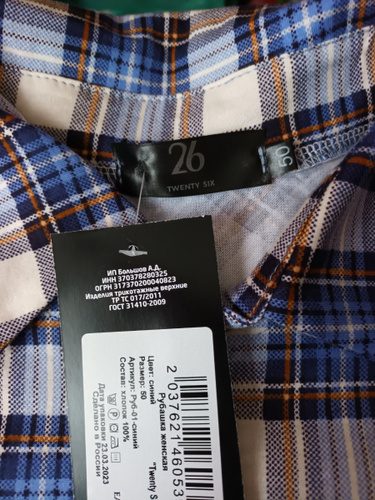 26
TWENTY SIX
50
ИП Большов А.Д.
ИНН 370378280325
ОГРН 317370200040823
Изделия трикотажные верхние
ТР ТС 017/2011
ГОСТ 31410-2009
Рубашка женская
"Twenty S
Цвет: синий
Размер: 50
Артикул: Руб-01-синий
Состав: хлопок 100%
Дата упаковки 23.03.2023
Сделано в России
2 037621 46053